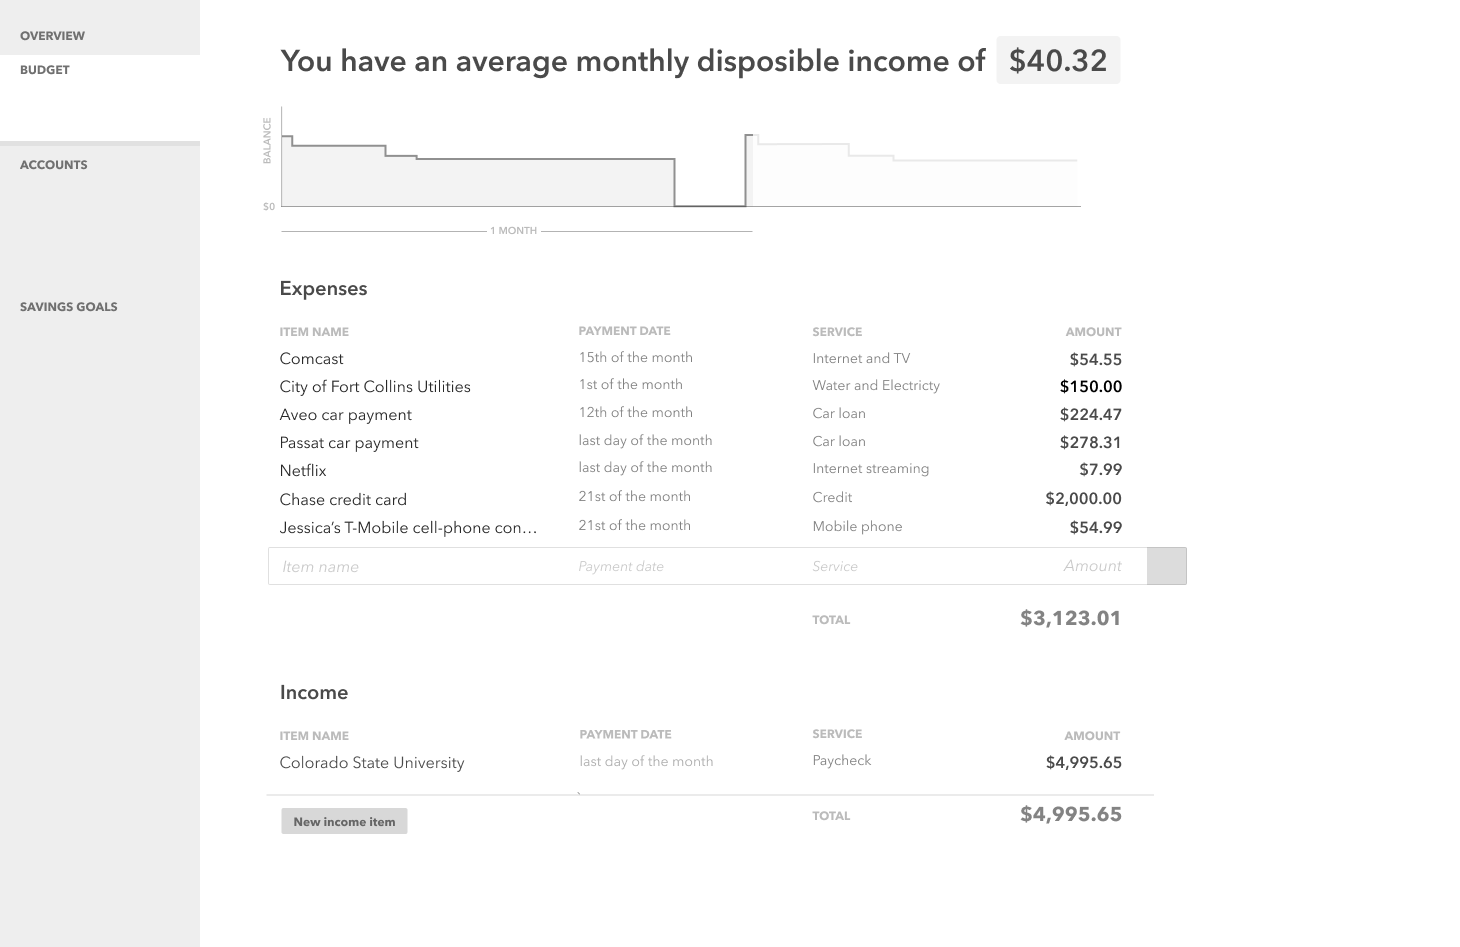 OVERVIEW
BUDGET
ACCOUNTS
SAVINGS GOALS
You have an average monthly disposible income of $40.32
BALANCE
$0
1 MONTH
Expenses
ITEM NAME PAYMENT DATE SERVICE AMOUNT
Comcast 15th of the month Internet and TV $54.55
City of Fort Collins Utilities 1st of the month Water and Electricty $150.00
Aveo car payment 12th of the month Car loan $224.47
Passat car payment last day of the month Car loan $278.31
Netflix last day of the month Internet streaming $7.99
Chase credit card 21st of the month Credit $2,000.00
Jessica’s T-Mobile cell-phone con… 21st of the month Mobile phone $54.99
Item name Payment date Service Amount
TOTAL $3,123.01
Income
ITEM NAME PAYMENT DATE SERVICE AMOUNT
Colorado State University last day of the month Paycheck $4,995.65
New income item TOTAL $4,995.65